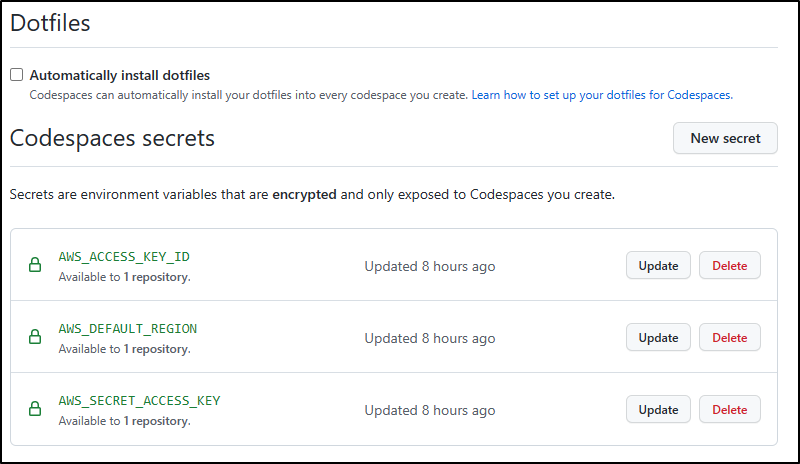 Dotfiles
Automatically install dotfiles
Codespaces can automatically install your dotfiles into every codespace you create. Learn how to set up your dotfiles for Codespaces.
Codespaces secrets
New secret
Secrets are environment variables that are encrypted and only exposed to Codespaces you create.
AWS_ACCESS_KEY_ID
Available to 1 repository.
Updated 8 hours ago
Update
Delete
AWS_DEFAULT_REGION
Available to 1 repository.
Updated 8 hours ago
Update
Delete
AWS_SECRET_ACCESS_KEY
Available to 1 repository.
Updated 8 hours ago
Update
Delete